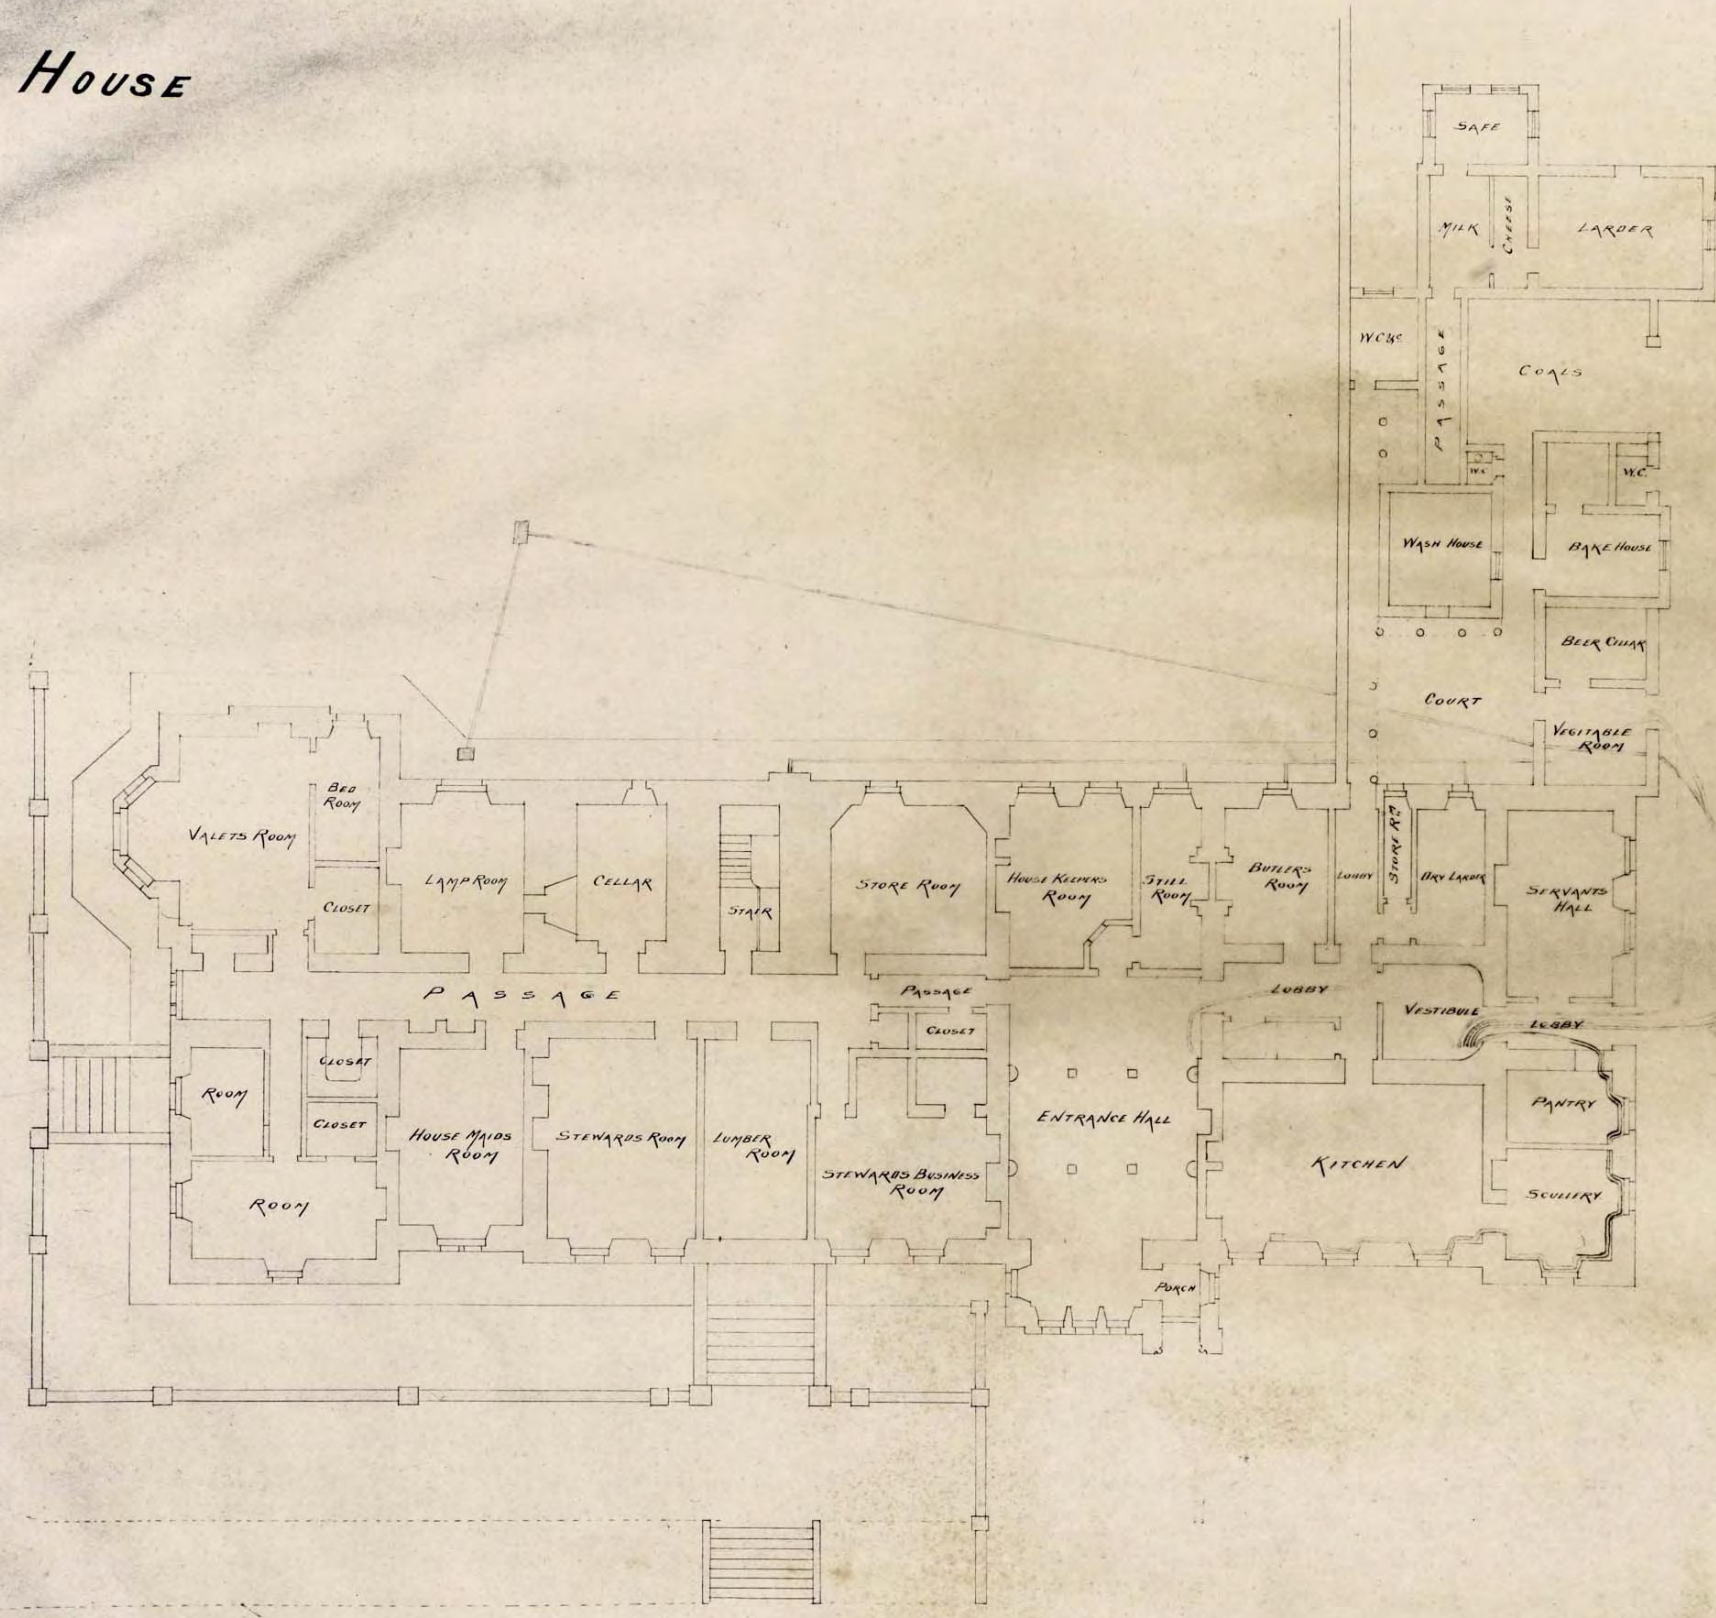 HOUSE
SAFE
MILK
CHEESE
LARDER
W.C &c
PASSAGE
COALS
W.C
W.C.
WASH HOUSE
BAKE HOUSE
BEER CELLAR
COURT
VEGITABLE
ROOM
BED
ROOM
VALETS ROOM
CLOSET
LAMP ROOM
CELLAR
STAIR
STORE ROOM
HOUSE KEEPERS
ROOM
STILL
ROOM
BUTLERS
ROOM
LOBBY
STORE RM
DRY LARDER
SERVANTS
HALL
PASSAGE
PASSAGE
CLOSET
LOBBY
VESTIBULE
LOBBY
ROOM
CLOSET
CLOSET
HOUSE MAIDS
ROOM
STEWARDS ROOM
LUMBER
ROOM
STEWARDS BUSINESS
ROOM
ENTRANCE HALL
KITCHEN
PANTRY
SCULLERY
ROOM
PORCH